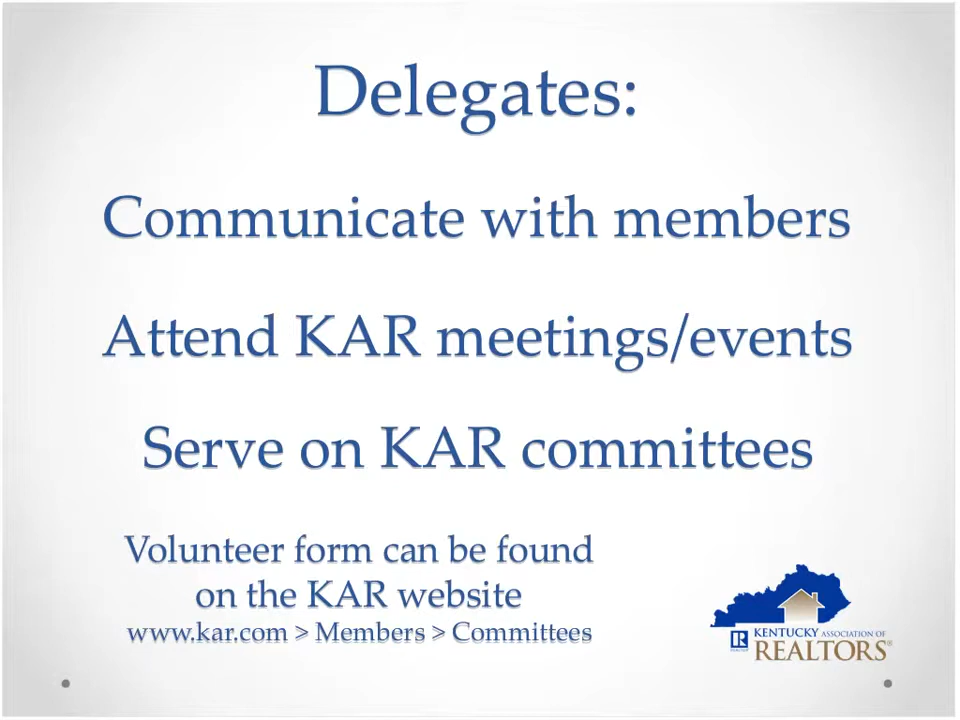 Delegates:
Communicate with members
Attend KAR meetings/events
Serve on KAR committees
Volunteer form can be found
on the KAR website
www.kar.com > Members > Committees
KENTUCKY ASSOCIATION OF
REALTORS®